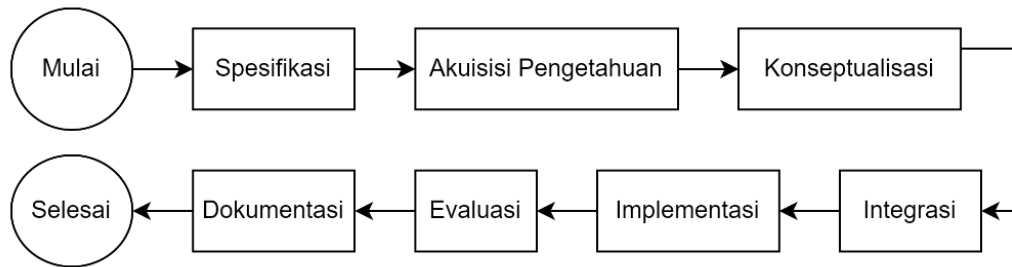 Mulai
Spesifikasi
Akuisisi Pengetahuan
Konseptualisasi
Selesai
Dokumentasi
Evaluasi
Implementasi
Integrasi